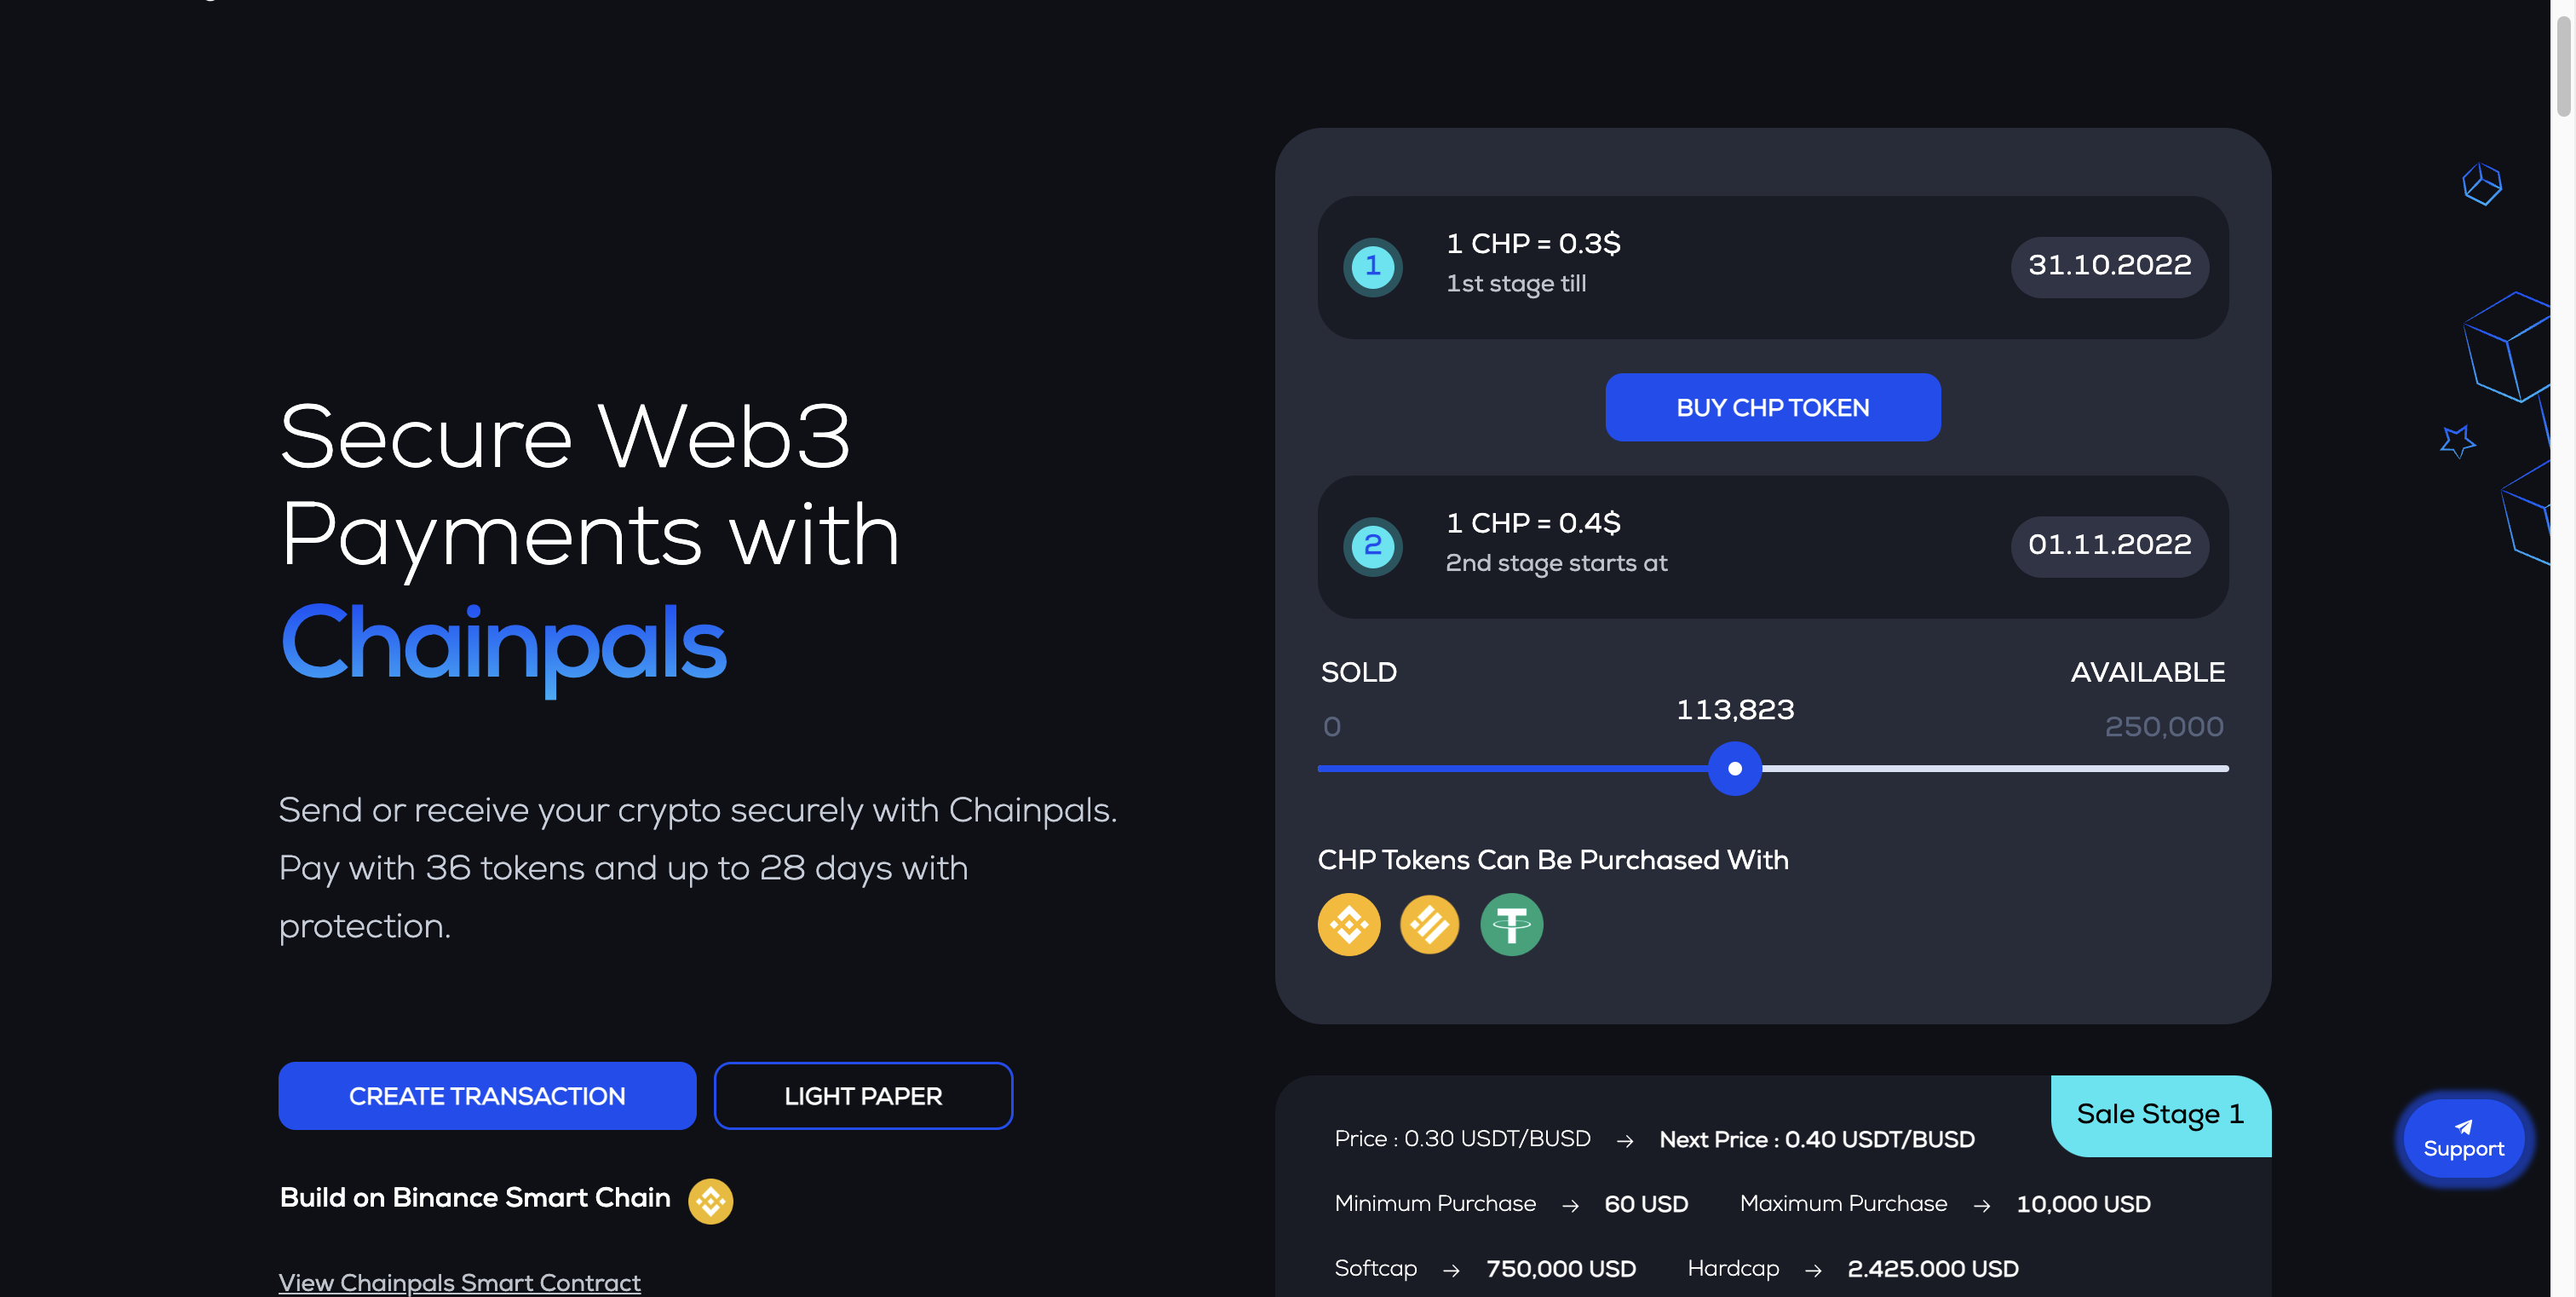 Secure Web3
Payments with
Chainpals
Send or receive your crypto securely with Chainpals.
Pay with 36 tokens and up to 28 days with
protection.
CREATE TRANSACTION
LIGHT PAPER
Build on Binance Smart Chain
View Chainpals Smart Contract
1
1 CHP = 0.3$
1st stage till
31.10.2022
BUY CHP TOKEN
2
1 CHP = 0.4$
2nd stage starts at
01.11.2022
SOLD
AVAILABLE
113,823
0
250,000
CHP Tokens Can Be Purchased With
Sale Stage 1
Price : 0.30 USDT/BUSD → Next Price : 0.40 USDT/BUSD
Minimum Purchase → 60 USD Maximum Purchase → 10,000 USD
Softcap → 750,000 USD Hardcap → 2.425.000 USD
Support